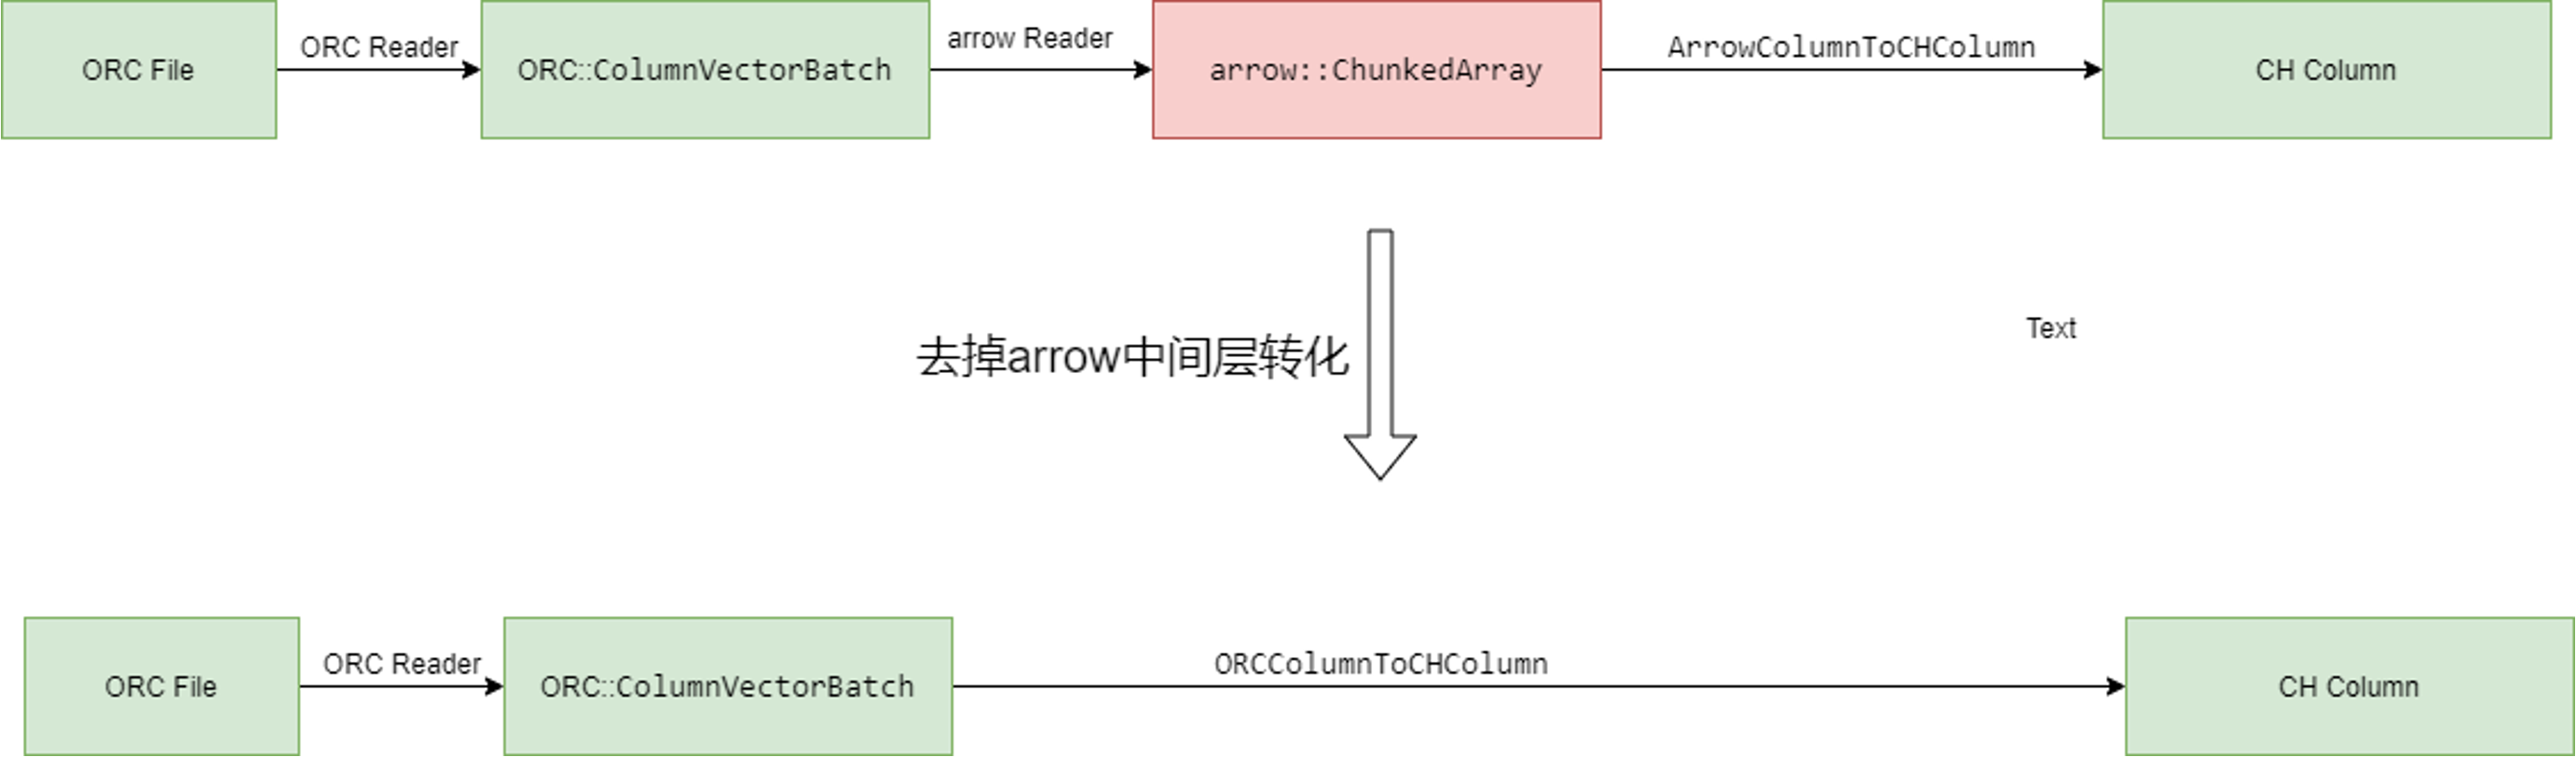 ORC File
ORC Reader
ORC::ColumnVectorBatch
arrow Reader
arrow::ChunkedArray
ArrowColumnToCHColumn
CH Column
去掉arrow中间层转化
Text
ORC File
ORC Reader
ORC::ColumnVectorBatch
ORCColumnToCHColumn
CH Column